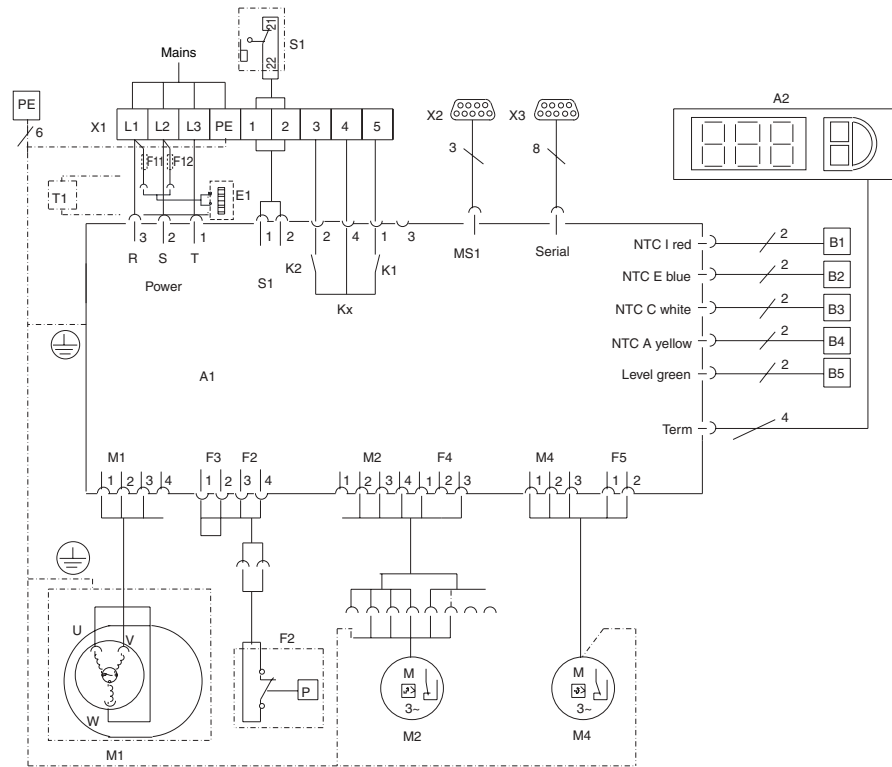 21
S1
22
Mains
PE
6
X1 L1 L2 L3 PE 1 2 3 4 5
X2 X3
3 8
A2
F11 F12
T1
E1
3 2 1 1 2 2 4 1 3
R S T
Power
S1
K2 K1
Kx
MS1 Serial
NTC I red 2 B1
NTC E blue 2 B2
NTC C white 2 B3
NTC A yellow 2 B4
Level green 2 B5
A1
Term 4
M1 F3 F2 M2 F4 M4 F5
1 2 3 4 1 2 3 4 1 2 3 4 1 2 3 1 2 3 1 2
U V
W
M1
F2
P
M
3~
M2
M
3~
M4